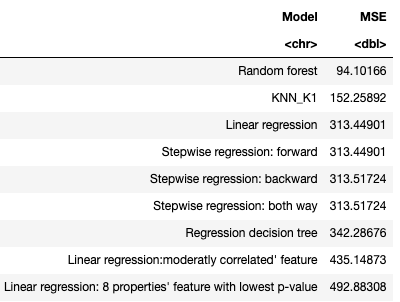 Model MSE
<chr> <dbl>
Random forest 94.10166
KNN_K1 152.25892
Linear regression 313.44901
Stepwise regression: forward 313.44901
Stepwise regression: backward 313.51724
Stepwise regression: both way 313.51724
Regression decision tree 342.28676
Linear regression:moderatly correlated' feature 435.14873
Linear regression: 8 properties' feature with lowest p-value 492.88308